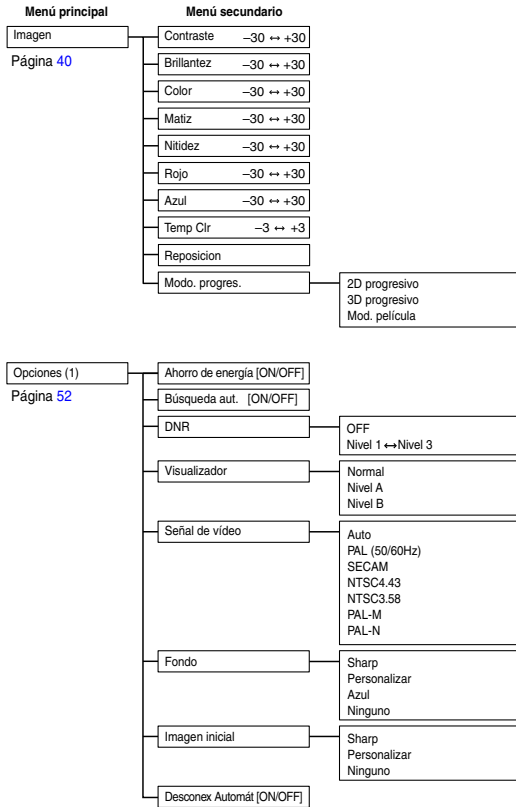 Menú principal Menú secundario
Imagen
Página 40
Contraste –30 ↔ +30
Brillantez –30 ↔ +30
Color –30 ↔ +30
Matiz –30 ↔ +30
Nitidez –30 ↔ +30
Rojo –30 ↔ +30
Azul –30 ↔ +30
Temp Clr –3 ↔ +3
Reposicion
Modo. progres.
2D progresivo
3D progresivo
Mod. película
Opciones (1)
Página 52
Ahorro de energía [ON/OFF]
Búsqueda aut. [ON/OFF]
DNR
OFF
Nivel 1 ↔Nivel 3
Visualizador
Normal
Nivel A
Nivel B
Señal de vídeo
Auto
PAL (50/60Hz)
SECAM
NTSC4.43
NTSC3.58
PAL-M
PAL-N
Fondo
Sharp
Personalizar
Azul
Ninguno
Imagen inicial
Sharp
Personalizar
Ninguno
Desconex Automát [ON/OFF]